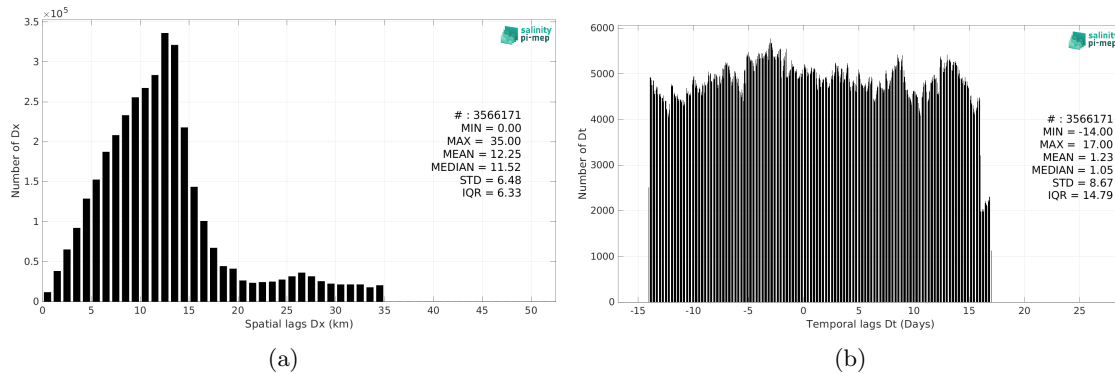 ×10^5
3.5
3
2.5
2
1.5
1
0.5
0
Number of Dx
0 5 10 15 20 25 30 35 40 45 50
Spatial lags Dx (km)
salinity
pi-mep
# : 3566171
MIN = 0.00
MAX = 35.00
MEAN = 12.25
MEDIAN = 11.52
STD = 6.48
IQR = 6.33
(a)
6000
5000
4000
3000
2000
1000
0
Number of Dt
-15 -10 -5 0 5 10 15 20 25
Temporal lags Dt (Days)
salinity
pi-mep
# : 3566171
MIN = -14.00
MAX = 17.00
MEAN = 1.23
MEDIAN = 1.05
STD = 8.67
IQR = 14.79
(b)